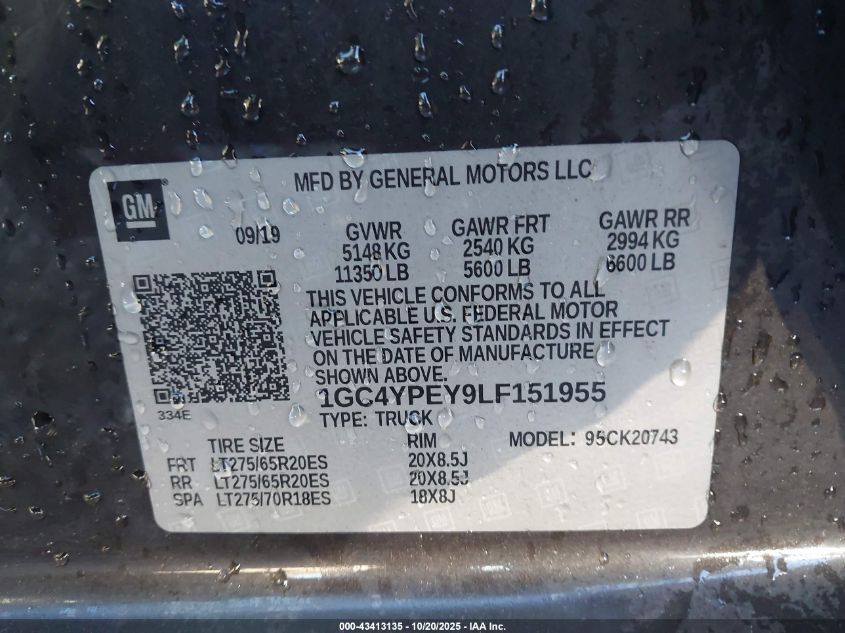 MFD BY GENERAL MOTORS LLC
GM
09/19 GVWR GAWR FRT GAWR RR
5148 KG 2540 KG 2994 KG
11350 LB 5600 LB 6600 LB
THIS VEHICLE CONFORMS TO ALL
APPLICABLE U.S. FEDERAL MOTOR
VEHICLE SAFETY STANDARDS IN EFFECT
ON THE DATE OF MANUFACTURE
SHOWN ABOVE.
1GC4YPEY9LF151955
334E
TYPE: TRUCK
TIRE SIZE RIM MODEL: 95CK20743
FRT LT275/65R20ES 20X8.5J
RR LT275/65R20ES 20X8.5J
SPA LT275/70R18ES 18X8J
000-43413135 - 10/20/2025 - IAA Inc.